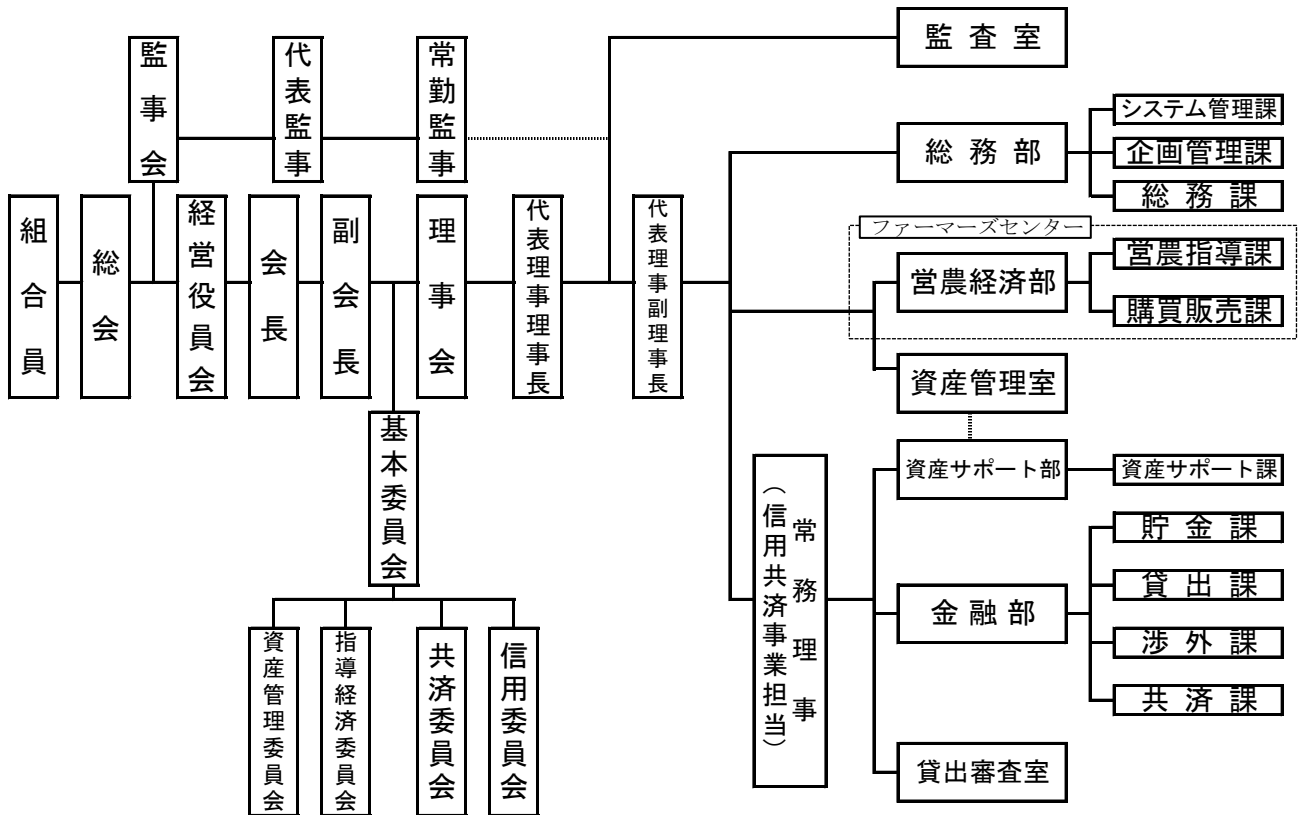 監査室
監事会
代表監事
常勤監事
システム管理課
総務部
企画管理課
総務課
組合員
総会
経営役員会
会長
副会長
理事会
代表理事理事長
代表理事副理事長
ファーマーズセンター
営農指導課
営農経済部
購買販売課
資産管理室
基本委員会
資産サポート部
資産サポート課
常務理事
（信用共済事業担当）
貯金課
貸出課
金融部
渉外課
共済課
資産管理委員会
指導経済委員会
共済委員会
信用委員会
貸出審査室